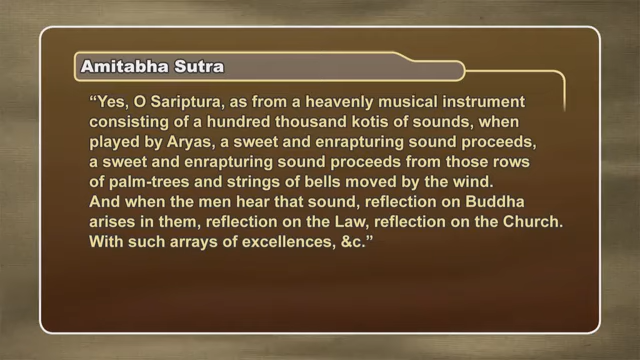 Amitabha Sutra
“Yes, O Sariptura, as from a heavenly musical instrument
consisting of a hundred thousand kotis of sounds, when
played by Aryas, a sweet and enrapturing sound proceeds,
a sweet and enrapturing sound proceeds from those rows
of palm-trees and strings of bells moved by the wind.
And when the men hear that sound, reflection on Buddha
arises in them, reflection on the Law, reflection on the Church.
With such arrays of excellences, &c.”